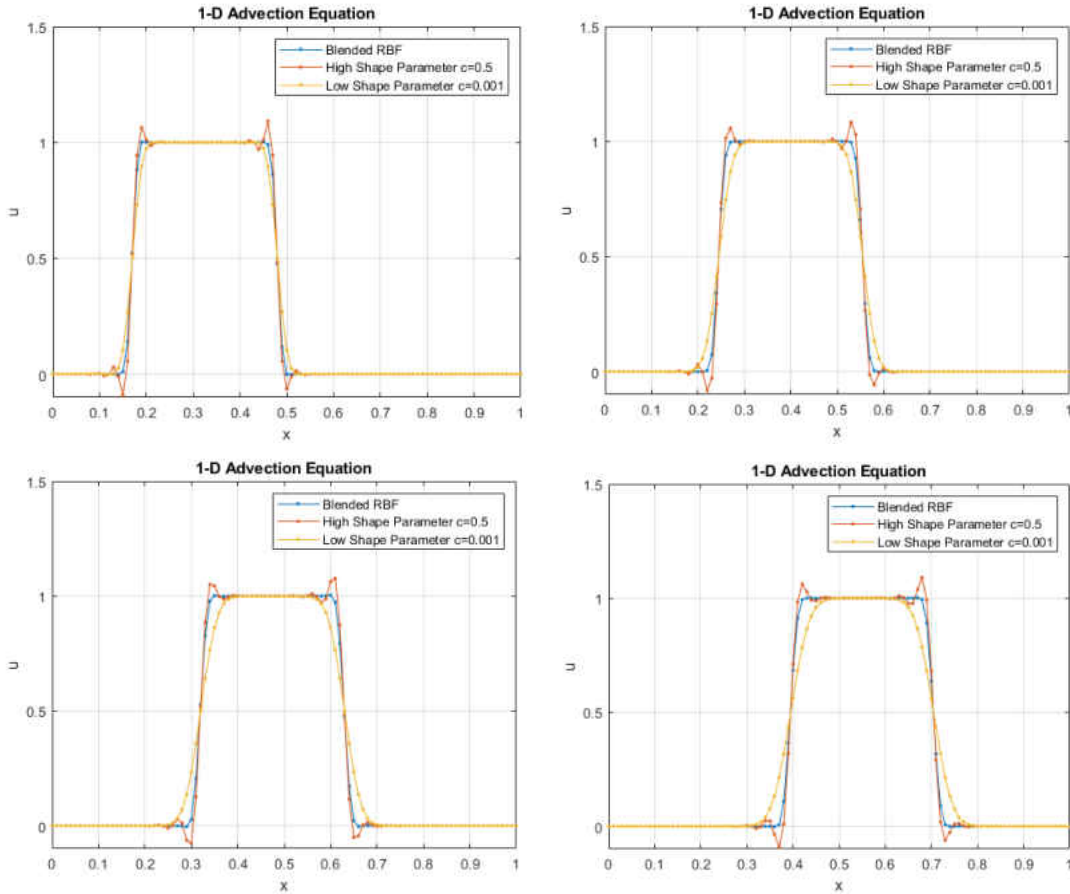 1-D Advection Equation
1.5
1
0.5
0
u
Blended RBF
High Shape Parameter c=0.5
Low Shape Parameter c=0.001
0 0.1 0.2 0.3 0.4 0.5 0.6 0.7 0.8 0.9 1
x
1-D Advection Equation
1.5
1
0.5
0
u
Blended RBF
High Shape Parameter c=0.5
Low Shape Parameter c=0.001
0 0.1 0.2 0.3 0.4 0.5 0.6 0.7 0.8 0.9 1
x
1-D Advection Equation
1.5
1
0.5
0
u
Blended RBF
High Shape Parameter c=0.5
Low Shape Parameter c=0.001
0 0.1 0.2 0.3 0.4 0.5 0.6 0.7 0.8 0.9 1
x
1-D Advection Equation
1.5
1
0.5
0
u
Blended RBF
High Shape Parameter c=0.5
Low Shape Parameter c=0.001
0 0.1 0.2 0.3 0.4 0.5 0.6 0.7 0.8 0.9 1
x